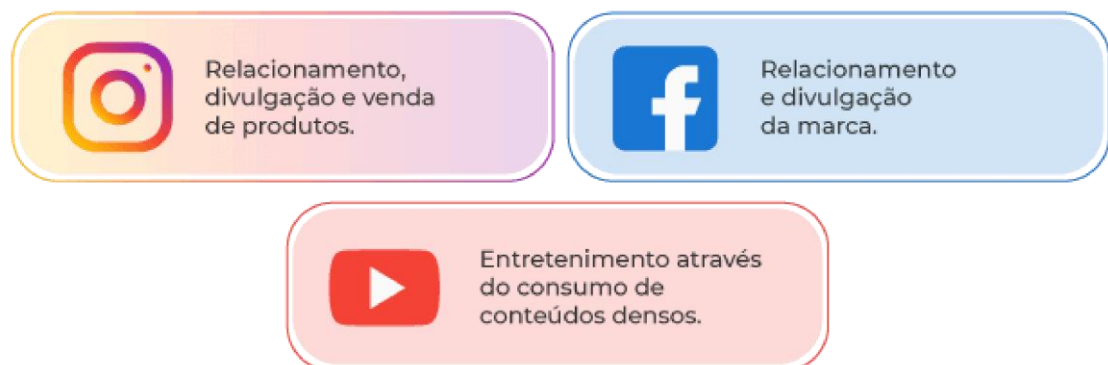 Relacionamento,
divulgação e venda
de produtos.
Relacionamento
e divulgação
da marca.
Entretenimento através
do consumo de
conteúdos densos.